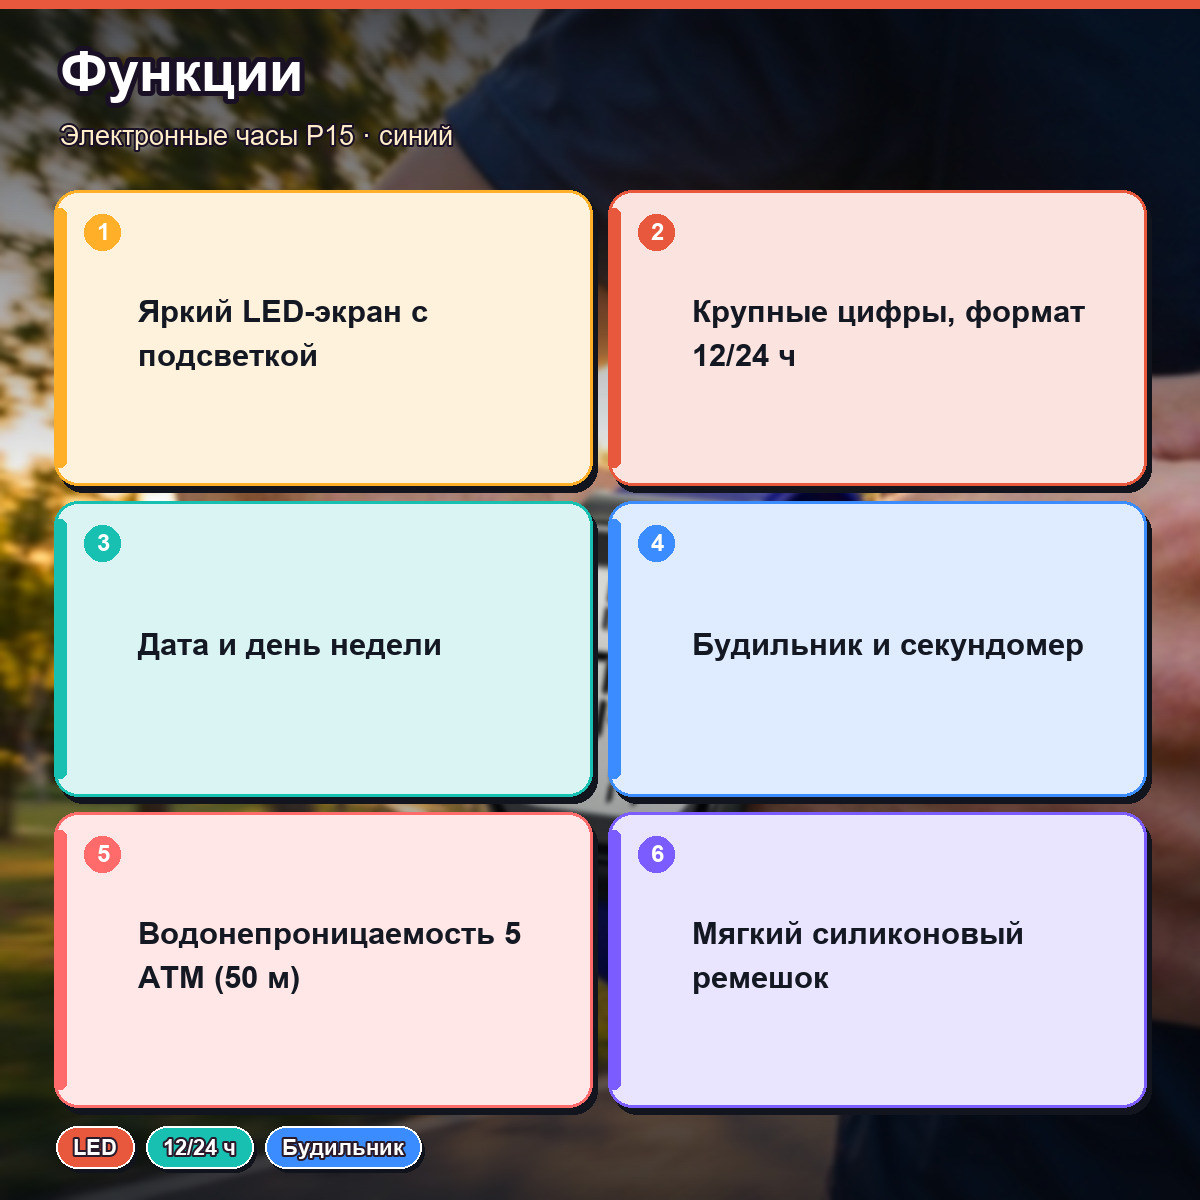 Функции
Электронные часы P15 · синий
1
Яркий LED-экран с
подсветкой
2
Крупные цифры, формат
12/24 ч
3
Дата и день недели
4
Будильник и секундомер
5
Водонепроницаемость 5
ATM (50 м)
6
Мягкий силиконовый
ремешок
LED
12/24 ч
Будильник